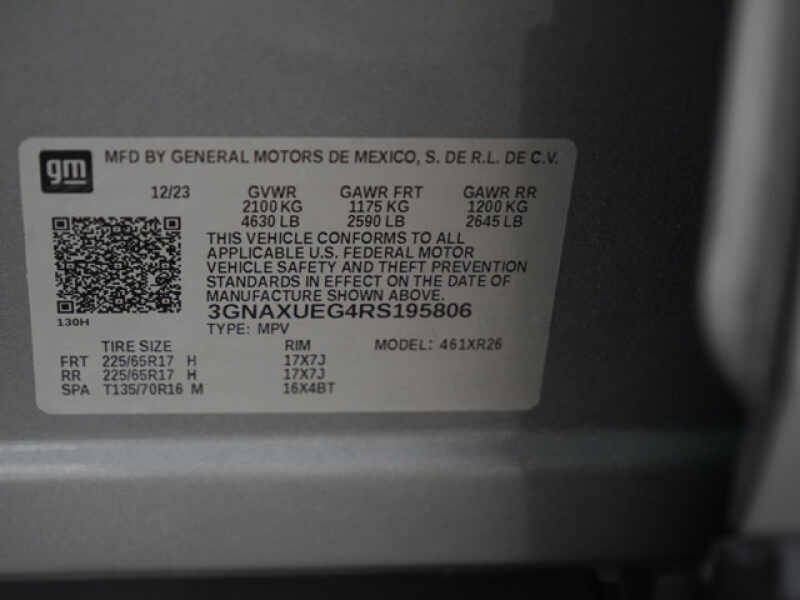 gm MFD BY GENERAL MOTORS DE MEXICO, S. DE R.L. DE C.V.
12/23 GVWR GAWR FRT GAWR RR
2100 KG 1175 KG 1200 KG
4630 LB 2590 LB 2645 LB
THIS VEHICLE CONFORMS TO ALL
APPLICABLE U.S. FEDERAL MOTOR
VEHICLE SAFETY AND THEFT PREVENTION
STANDARDS IN EFFECT ON THE DATE OF
MANUFACTURE SHOWN ABOVE.
3GNAXUEG4RS195806
130H
TYPE: MPV
TIRE SIZE RIM MODEL: 461XR26
FRT 225/65R17 H 17X7J
RR 225/65R17 H 17X7J
SPA T135/70R16 M 16X4BT